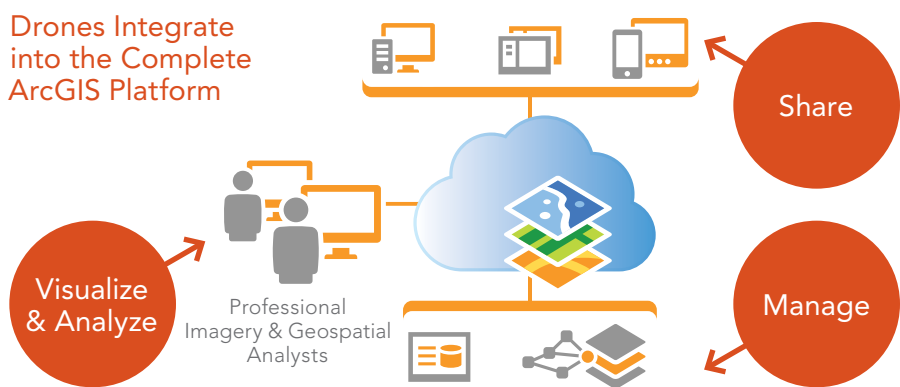 Drones Integrate
into the Complete
ArcGIS Platform
Share
Visualize
& Analyze
Professional
Imagery & Geospatial
Analysts
Manage